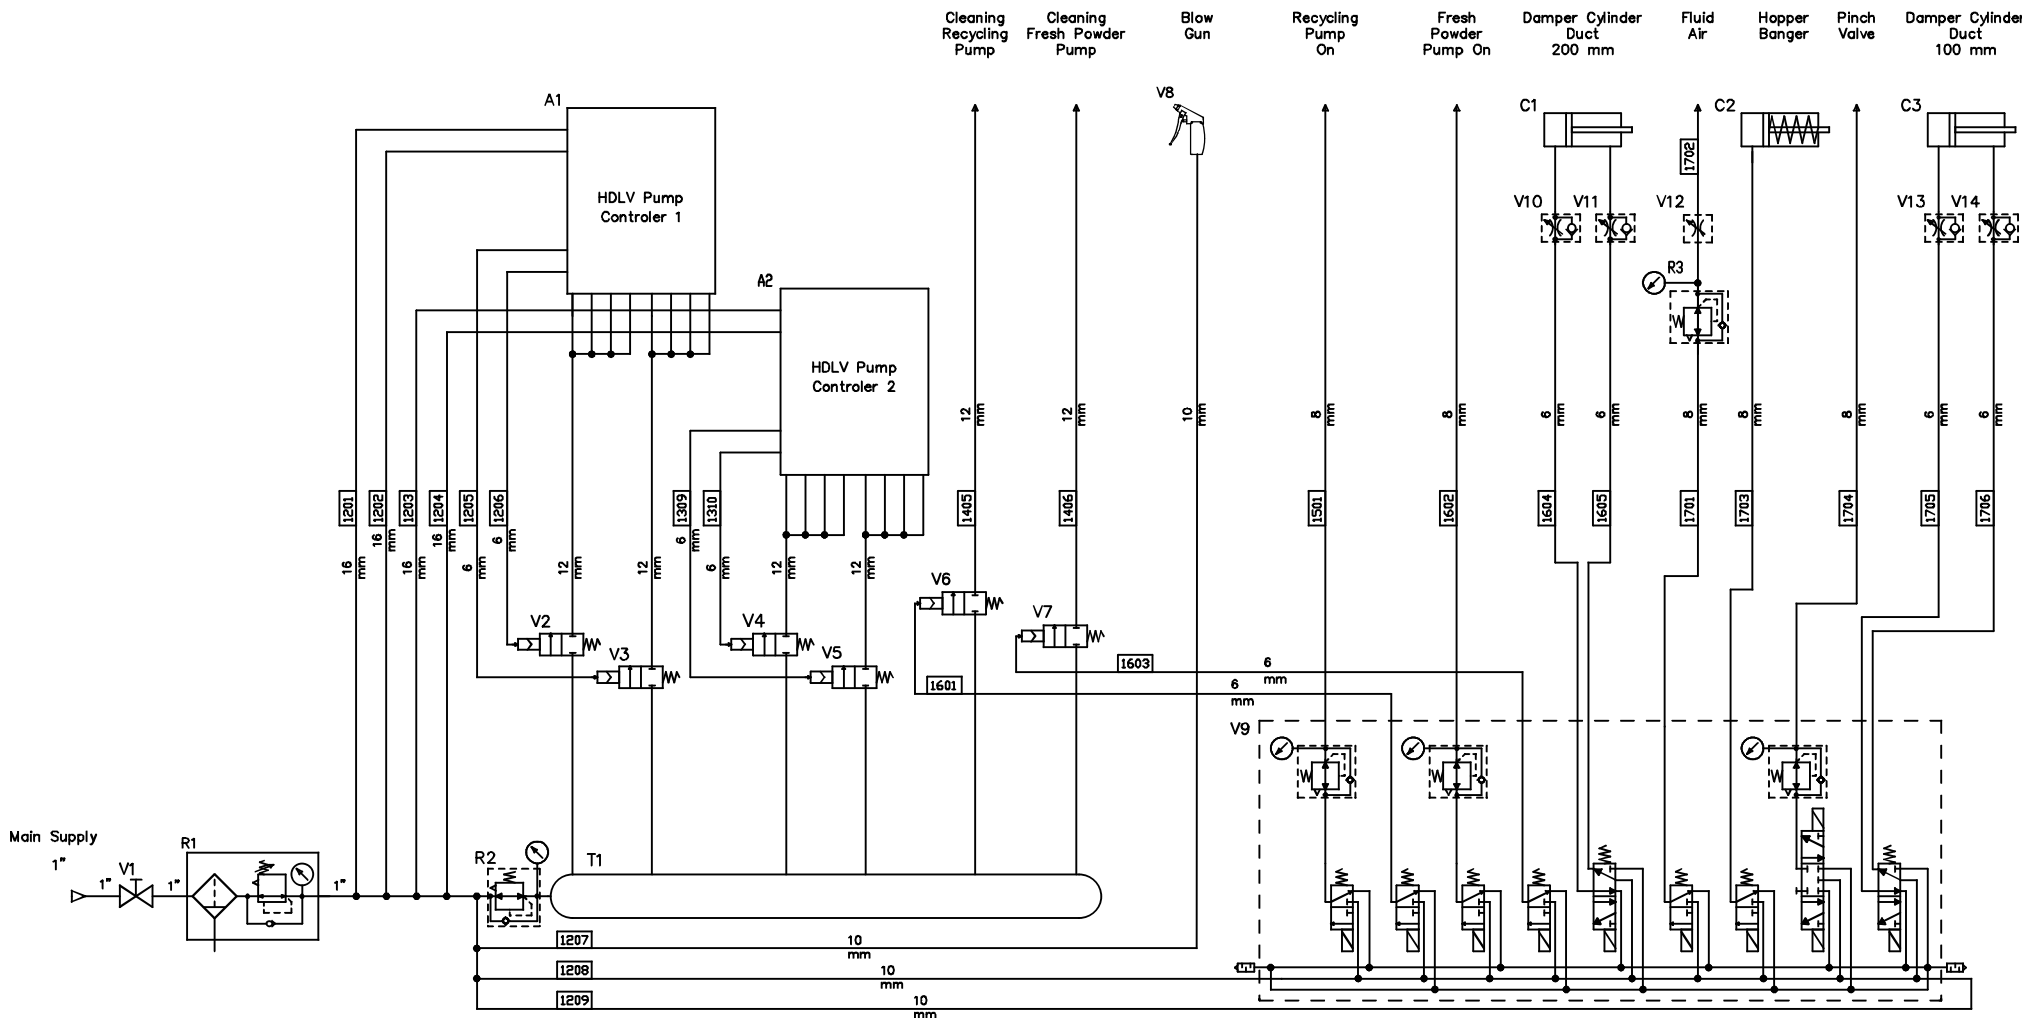 Cleaning
Recycling
Pump
Cleaning
Fresh Powder
Pump
Blow
Gun
Recycling
Pump
On
Fresh
Powder
Pump On
Damper Cylinder
Duct
200 mm
Fluid
Air
Hopper
Banger
Pinch
Valve
Damper Cylinder
Duct
100 mm
A1
V8
C1
C2
C3
1702
HDLV Pump
Controler 1
V10
V11
V12
V13
V14
A2
R3
HDLV Pump
Controler 2
12
mm
12
mm
10
mm
8
mm
8
mm
6
mm
6
mm
8
mm
8
mm
8
mm
6
mm
6
mm
1201
1202
1203
1204
1205
1206
1309
1310
1405
1406
1501
1602
1604
1605
1701
1703
1704
1705
1706
16
mm
16
mm
16
mm
16
mm
6
mm
6
mm
12
mm
12
mm
6
mm
6
mm
12
mm
12
mm
V6
V7
V2
V3
V4
V5
1603
6
mm
1601
6
mm
V9
Main Supply
1"
V1
1"
1"
R1
1"
R2
T1
1207
10
mm
1208
10
mm
1209
10
mm